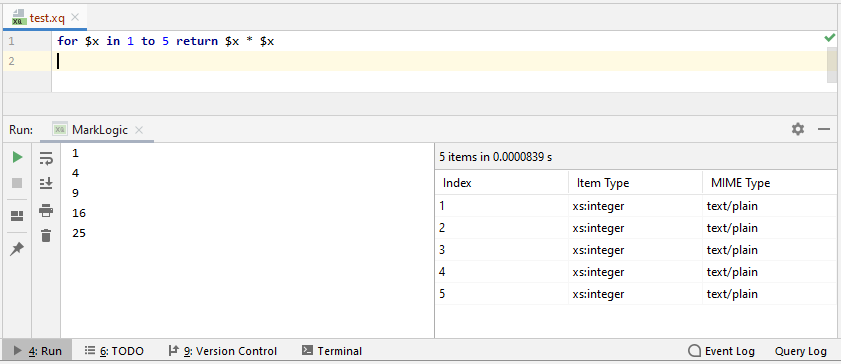 test.xq
1 for $x in 1 to 5 return $x * $x
2
Run: MarkLogic
1
4
9
16
25
5 items in 0.0000839 s
Index Item Type MIME Type
1 xs:integer text/plain
2 xs:integer text/plain
3 xs:integer text/plain
4 xs:integer text/plain
5 xs:integer text/plain
4: Run 6: TODO 9: Version Control Terminal Event Log Query Log